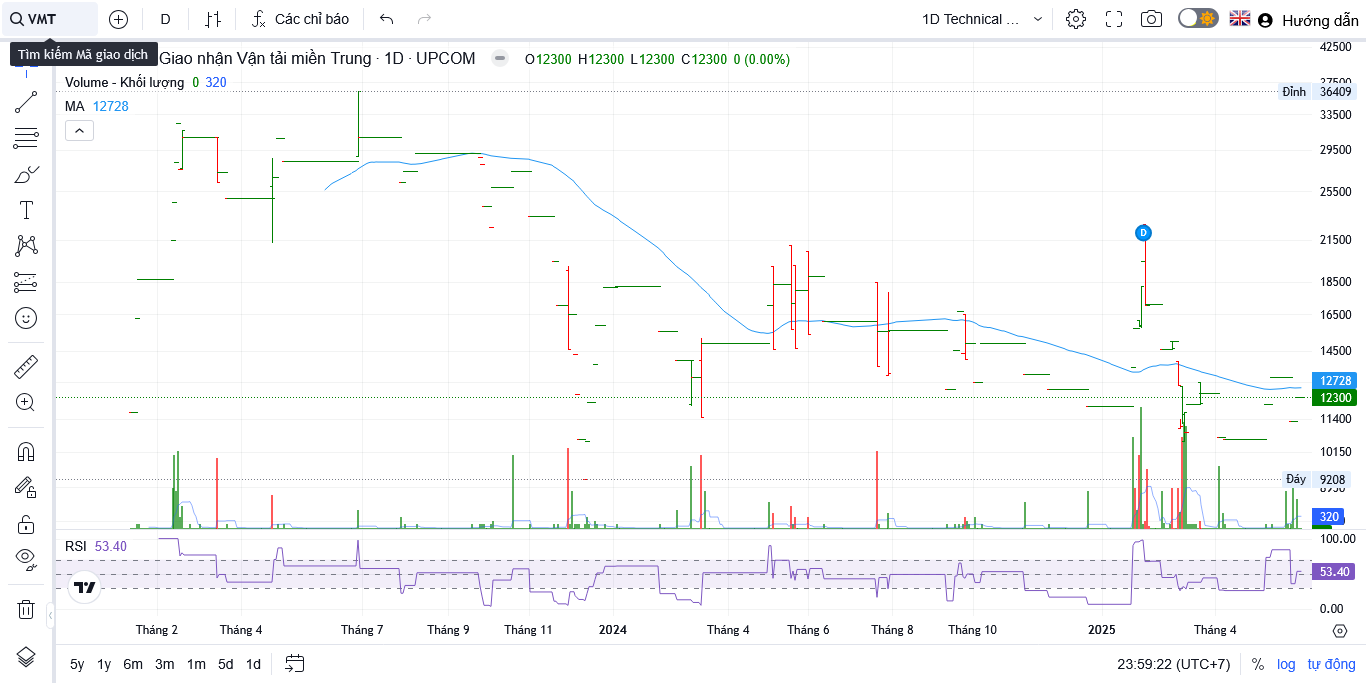 VMT
D
Các chỉ báo
1D Technical ...
Hướng dẫn
Tìm kiếm Mã giao dịch
Giao nhận Vận tải miền Trung · 1D · UPCOM
O12300 H12300 L12300 C12300 0 (0.00%)
Volume - Khối lượng 0 320
MA 12728
42500
37500
Đỉnh 36409
33500
29500
25500
21500
18500
16500
14500
12728
12300
11400
10150
Đáy 9208
8950
320
D
RSI 53.40
100.00
53.40
0.00
Tháng 2
Tháng 4
Tháng 7
Tháng 9
Tháng 11
2024
Tháng 4
Tháng 6
Tháng 8
Tháng 10
2025
Tháng 4
5y 1y 6m 3m 1m 5d 1d
23:59:22 (UTC+7)
%
log
tự động